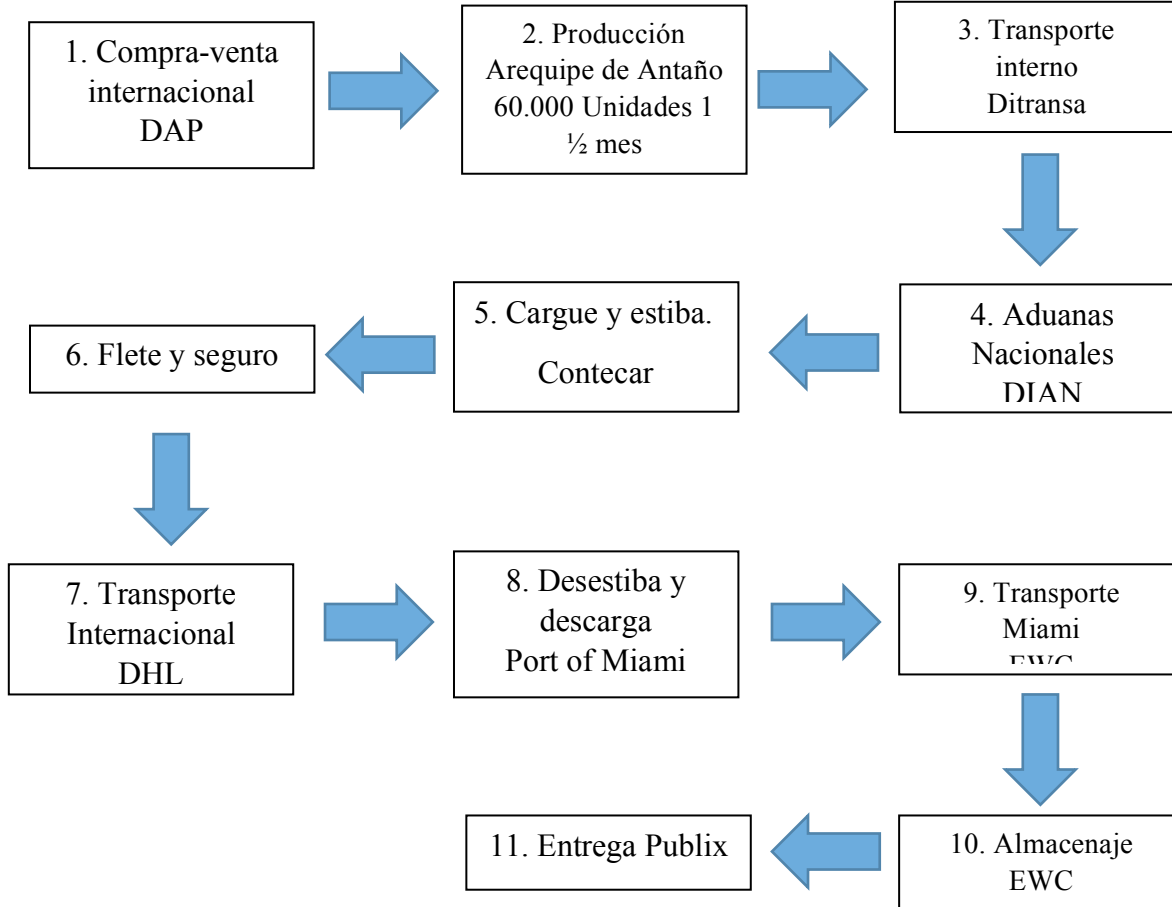 1. Compra-venta
internacional
DAP
2. Producción
Arequipe de Antaño
60.000 Unidades 1
½ mes
3. Transporte
interno
Ditransa
4. Aduanas
Nacionales
DIAN
5. Cargue y estiba.
Contecar
6. Flete y seguro
7. Transporte
Internacional
DHL
8. Desestiba y
descarga
Port of Miami
9. Transporte
Miami
EWC
10. Almacenaje
EWC
11. Entrega Publix